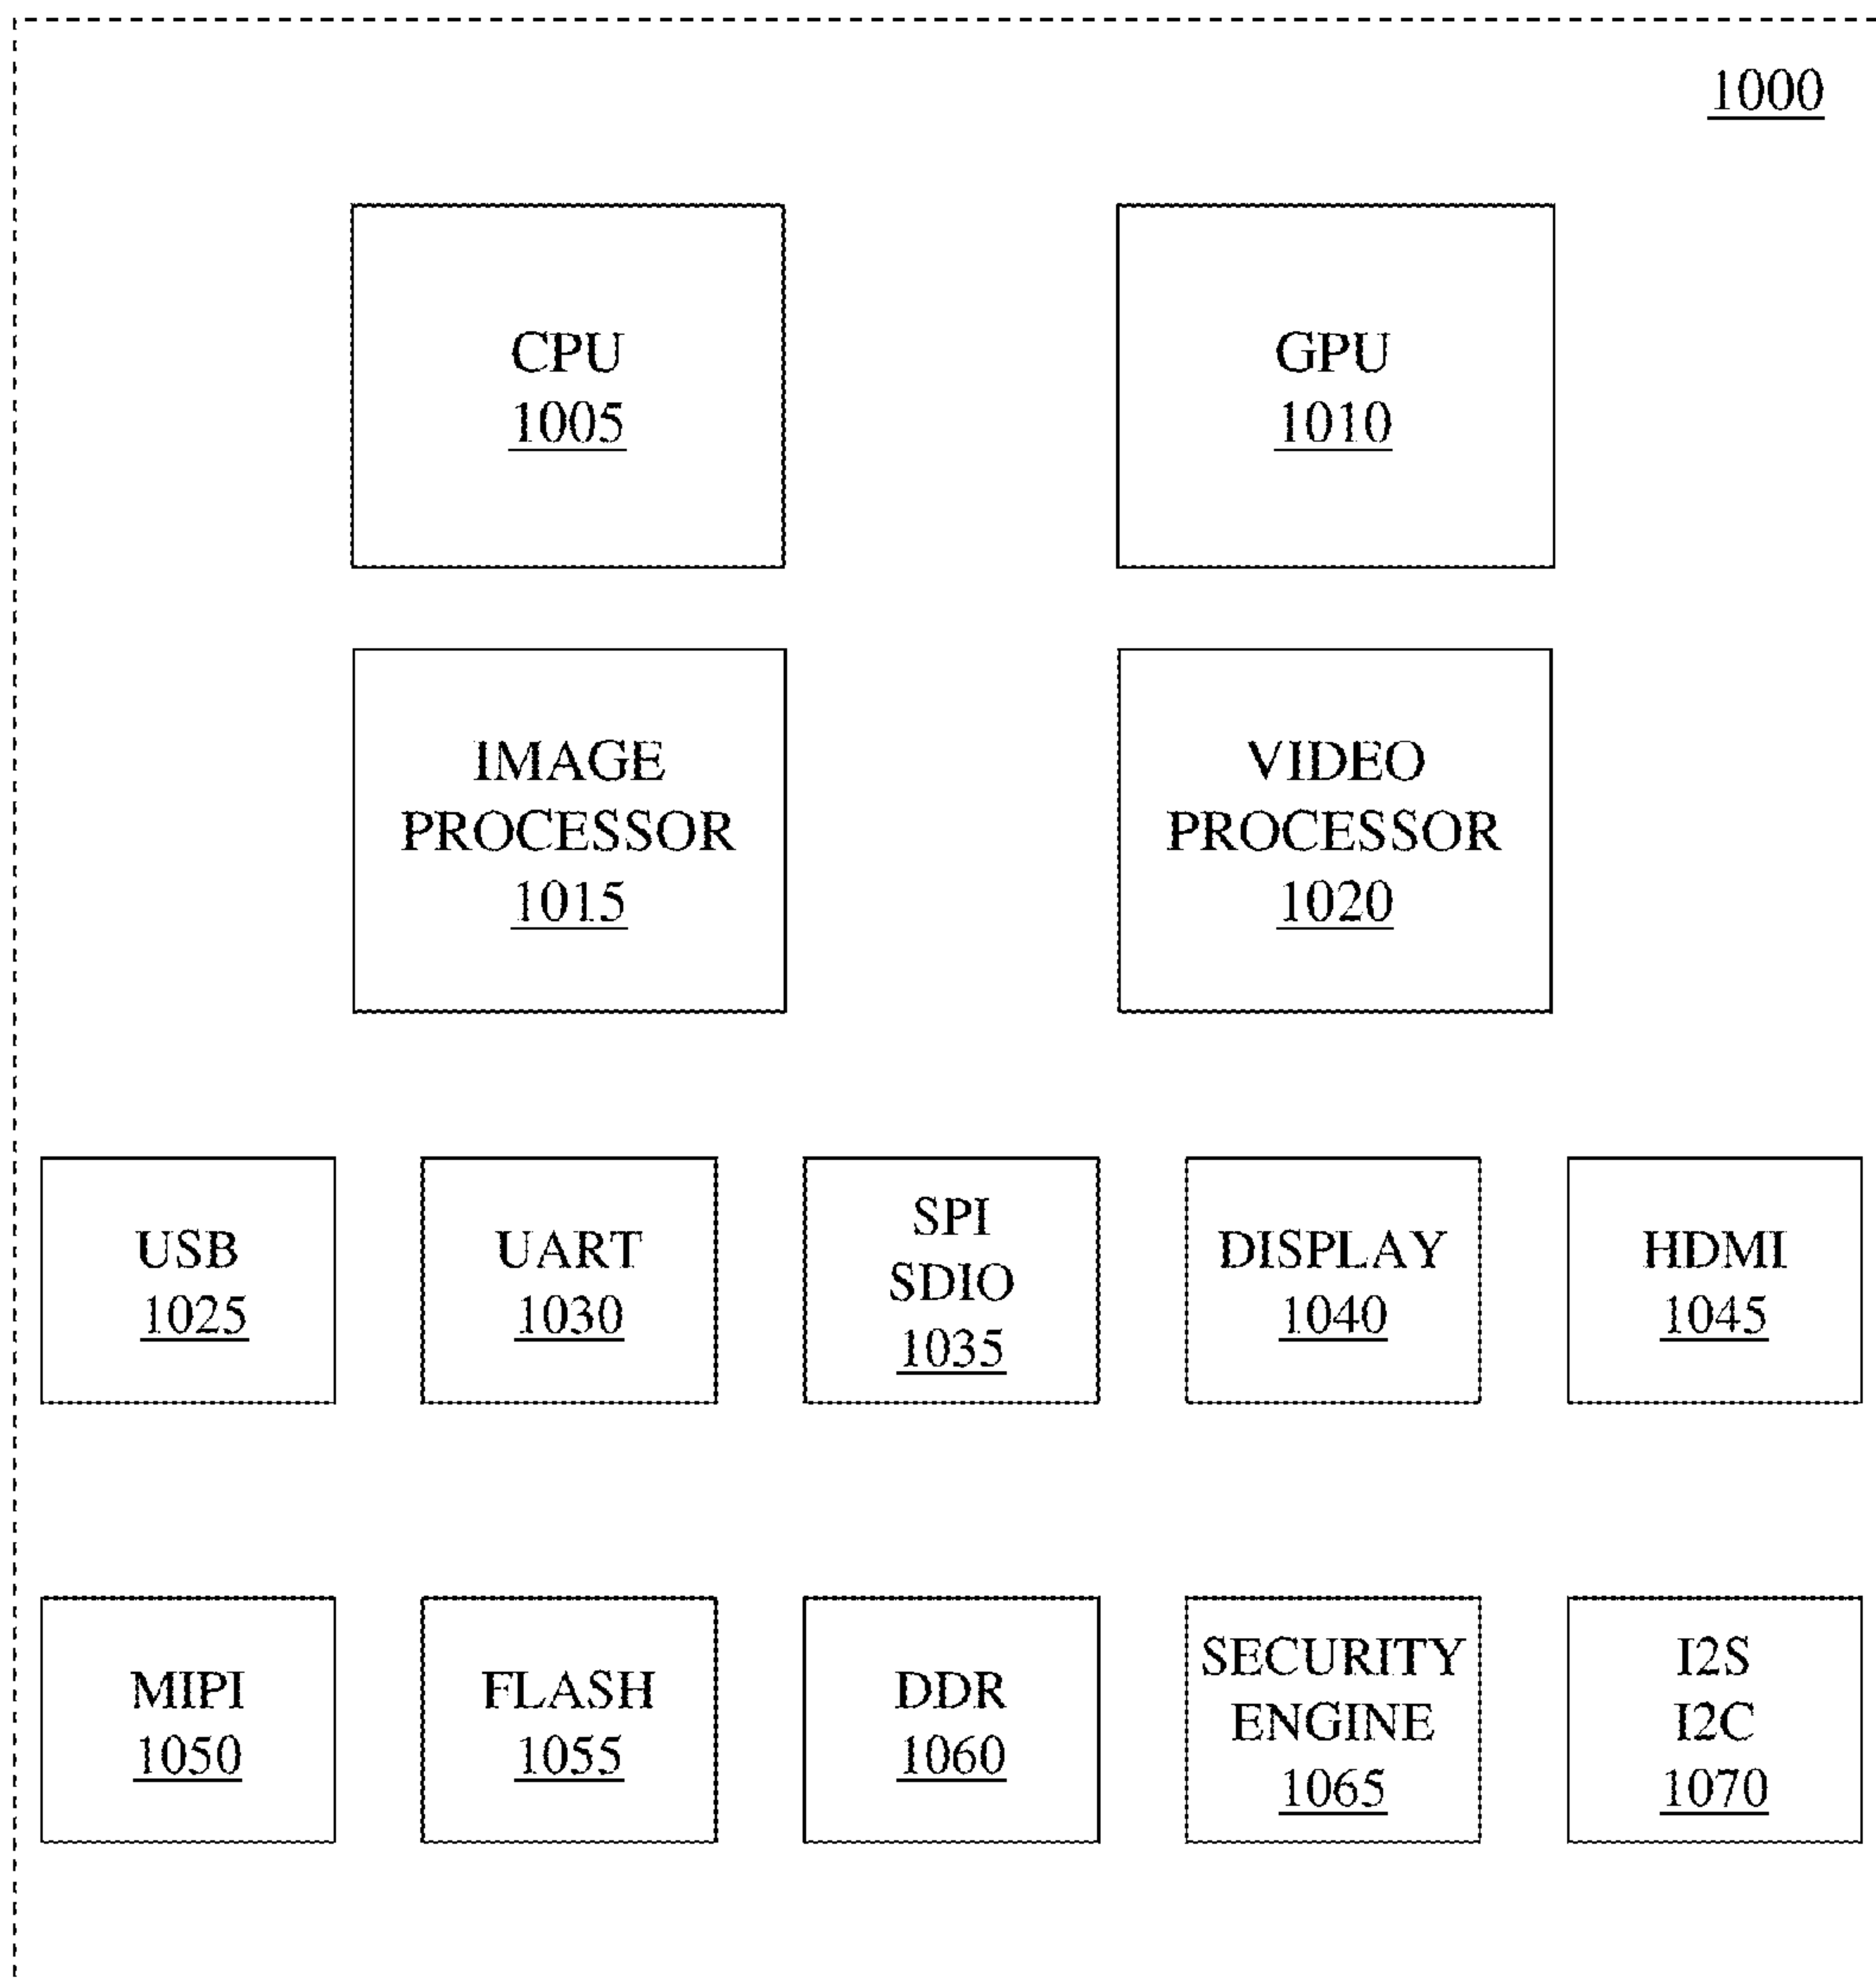 1000
CPU
1005
GPU
1010
IMAGE
PROCESSOR
1015
VIDEO
PROCESSOR
1020
USB
1025
UART
1030
SPI
SDIO
1035
DISPLAY
1040
HDMI
1045
MIPI
1050
FLASH
1055
DDR
1060
SECURITY
ENGINE
1065
I2S
I2C
1070